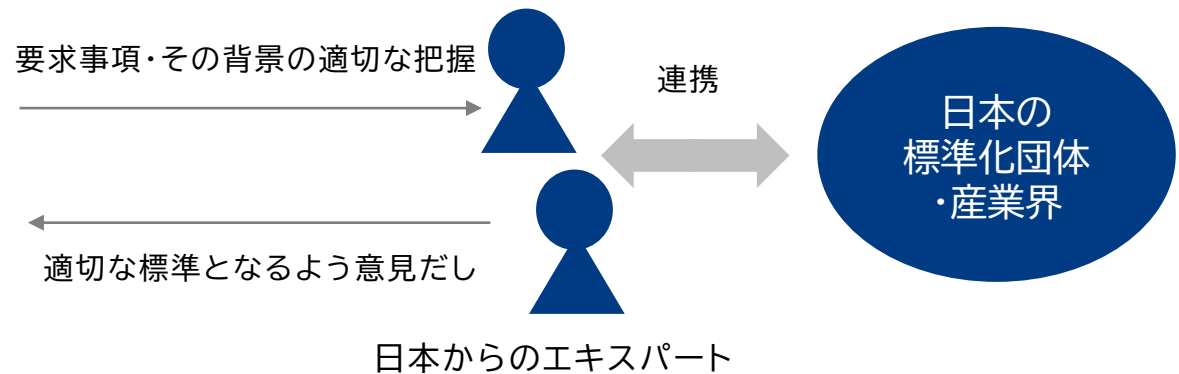 要求事項・その背景の適切な把握
連携
日本の
標準化団体
・産業界
適切な標準となるよう意見だし
日本からのエキスパート